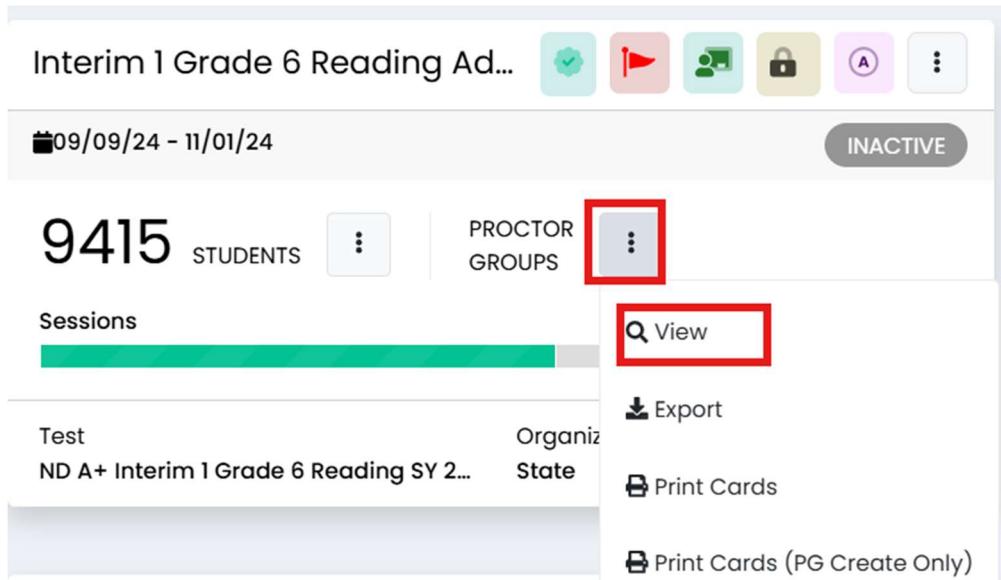 Interim 1 Grade 6 Reading Ad...
A
09/09/24 - 11/01/24
INACTIVE
9415 STUDENTS
PROCTOR
GROUPS
Sessions
View
Export
Print Cards
Print Cards (PG Create Only)
Test
ND A+ Interim 1 Grade 6 Reading SY 2...
Organiz
State